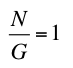 N/G = 1